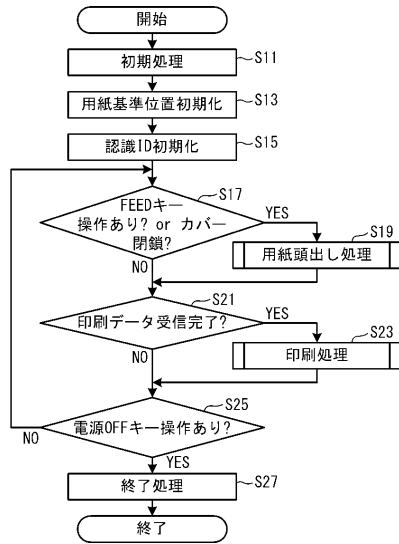 開始
初期処理
S11
用紙基準位置初期化
S13
認識ID初期化
S15
FEEDキー
操作あり? or カバー
閉鎖?
S17
YES
用紙頭出し処理
S19
NO
印刷データ受信完了?
S21
YES
印刷処理
S23
NO
電源OFFキー操作あり?
S25
NO
YES
終了処理
S27
終了